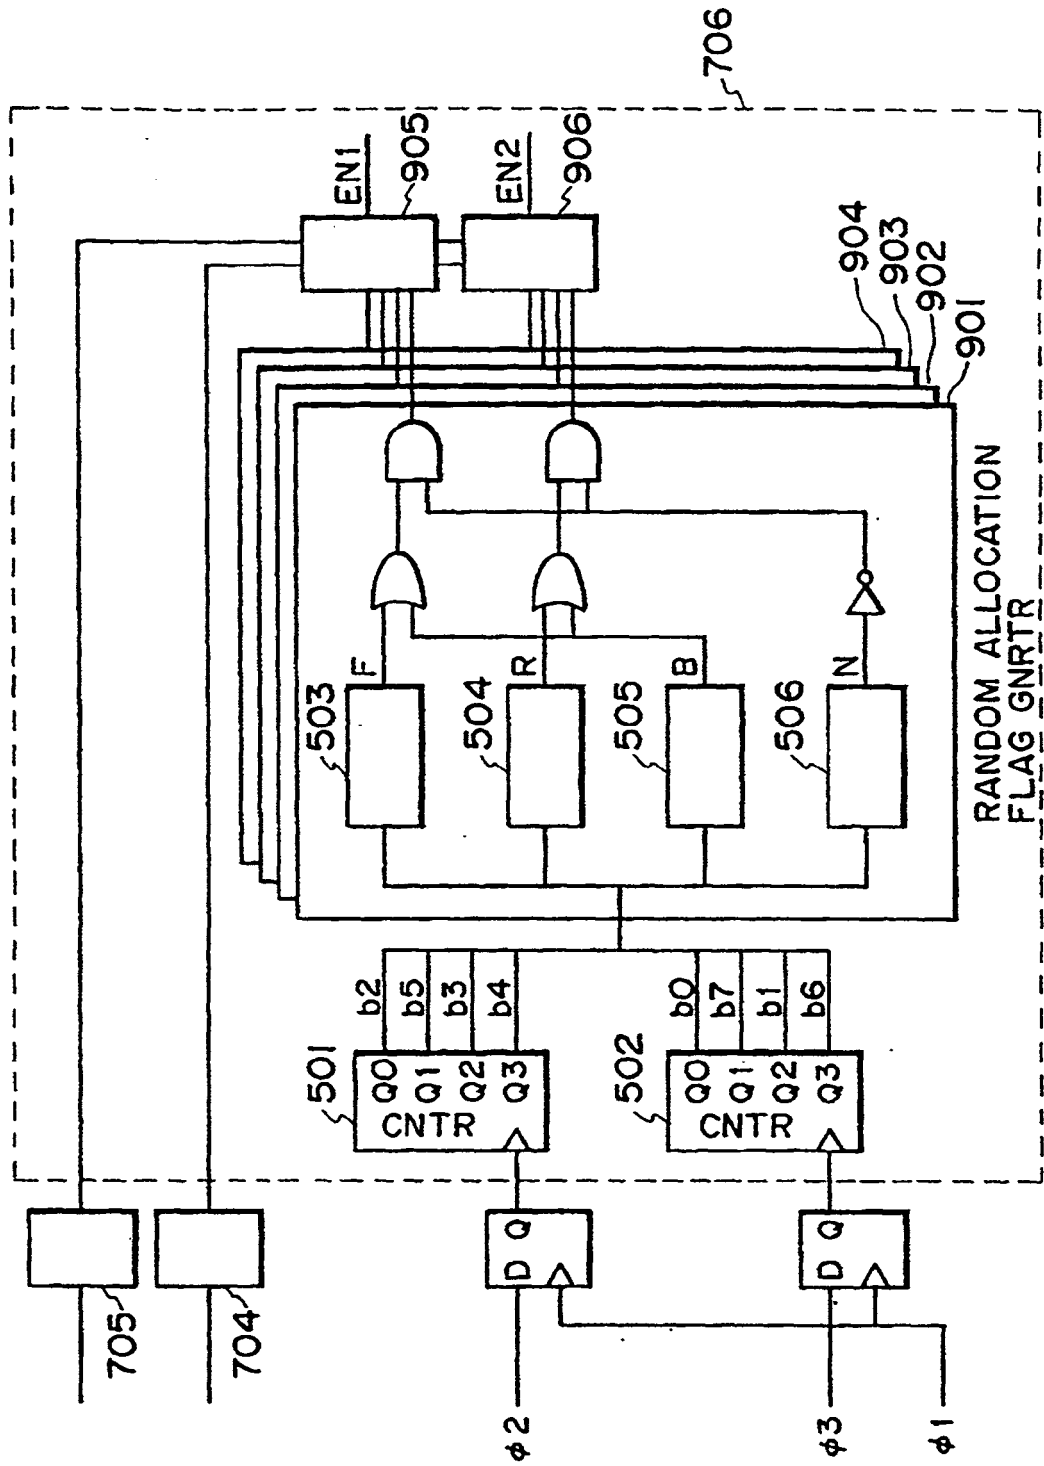 706
EN1
905
EN2
906
904
903
902
901
F
503
R
504
B
505
N
506
RANDOM ALLOCATION
FLAG GNRTR
b2
b5
b3
b4
b0
b7
b1
b6
501
Q0
Q1
Q2
Q3
CNTR
502
Q0
Q1
Q2
Q3
CNTR
D Q
D Q
705
704
φ2
φ3
φ1